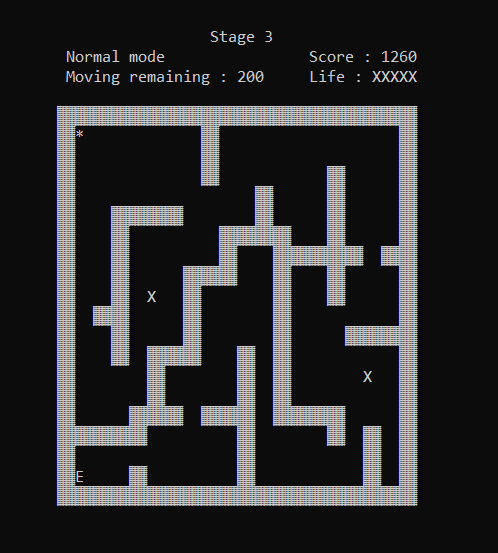 Stage 3
Normal mode Score : 1260
Moving remaining : 200 Life : XXXXX
*
X
X
E